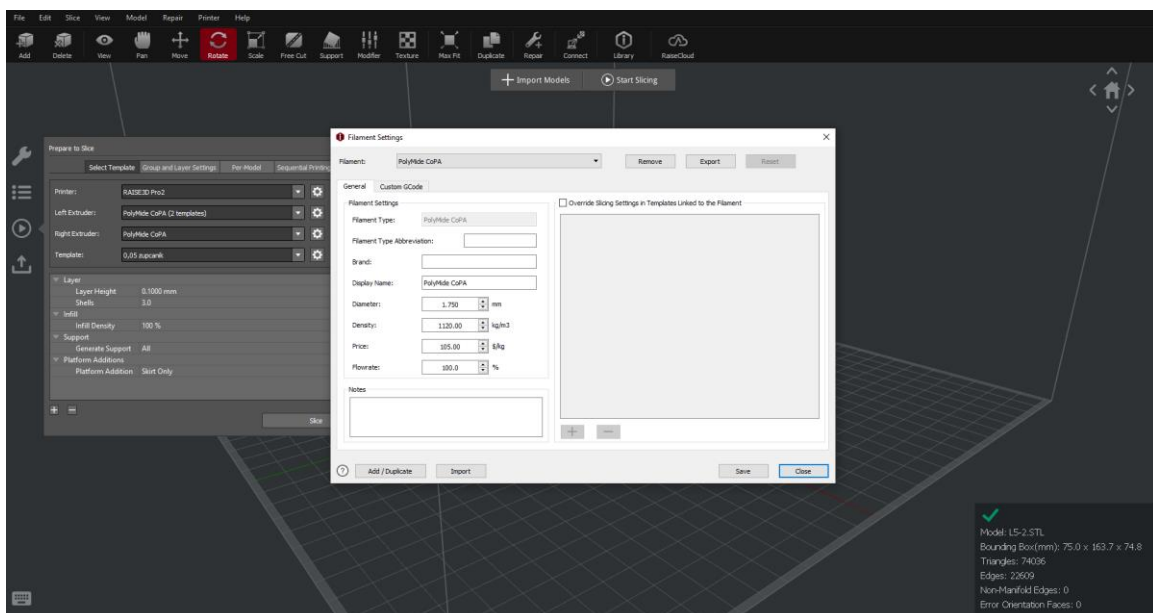 File Edit Slice View Model Repair Printer Help
Add Delete View Pan Move Rotate Scale Free Cut Support Modifier Texture Max Fit Duplicate Repair Connect Library RaiseCloud
Import Models Start Slicing
Prepare to Slice
Select Template Group and Layer Settings Per-Model Sequential Printing
Printer: RAISE3D Pro2
Left Extruder: PolyMide CoPA (2 templates)
Right Extruder: PolyMide CoPA
Template: 0,05 zupcanik
Layer
Layer Height 0.1000 mm
Shells 3.0
Infill
Infill Density 100 %
Support
Generate Support All
Platform Additions
Platform Addition Skirt Only
Slice
Filament Settings
Filament: PolyMide CoPA Remove Export Reset
General Custom GCode
Filament Settings
Filament Type: PolyMide CoPA
Filament Type Abbreviation:
Brand:
Display Name: PolyMide CoPA
Diameter: 1.750 mm
Density: 1120.00 kg/m3
Price: 105.00 $/kg
Flowrate: 100.0 %
Notes
Override Slicing Settings in Templates Linked to the Filament
Add / Duplicate Import Save Close
Model: L5-2.STL
Bounding Box(mm): 75.0 x 163.7 x 74.8
Triangles: 74036
Edges: 22609
Non-Manifold Edges: 0
Error Orientation Faces: 0